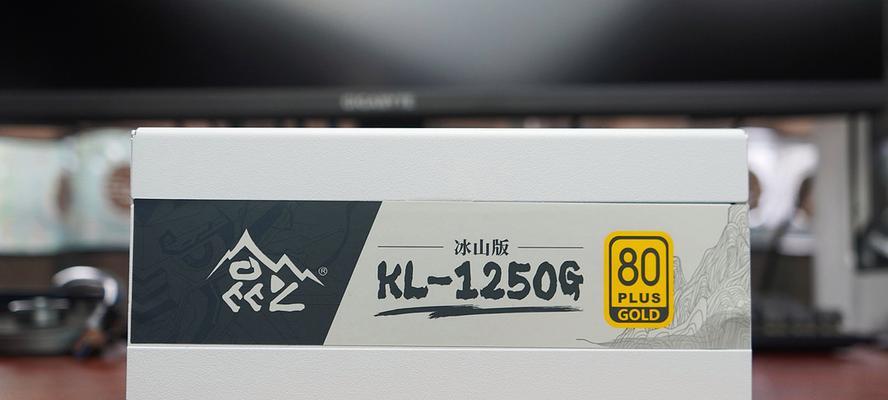 GIGABYTE
冰山版
KL-1250G
80
PLUS
GOLD
®